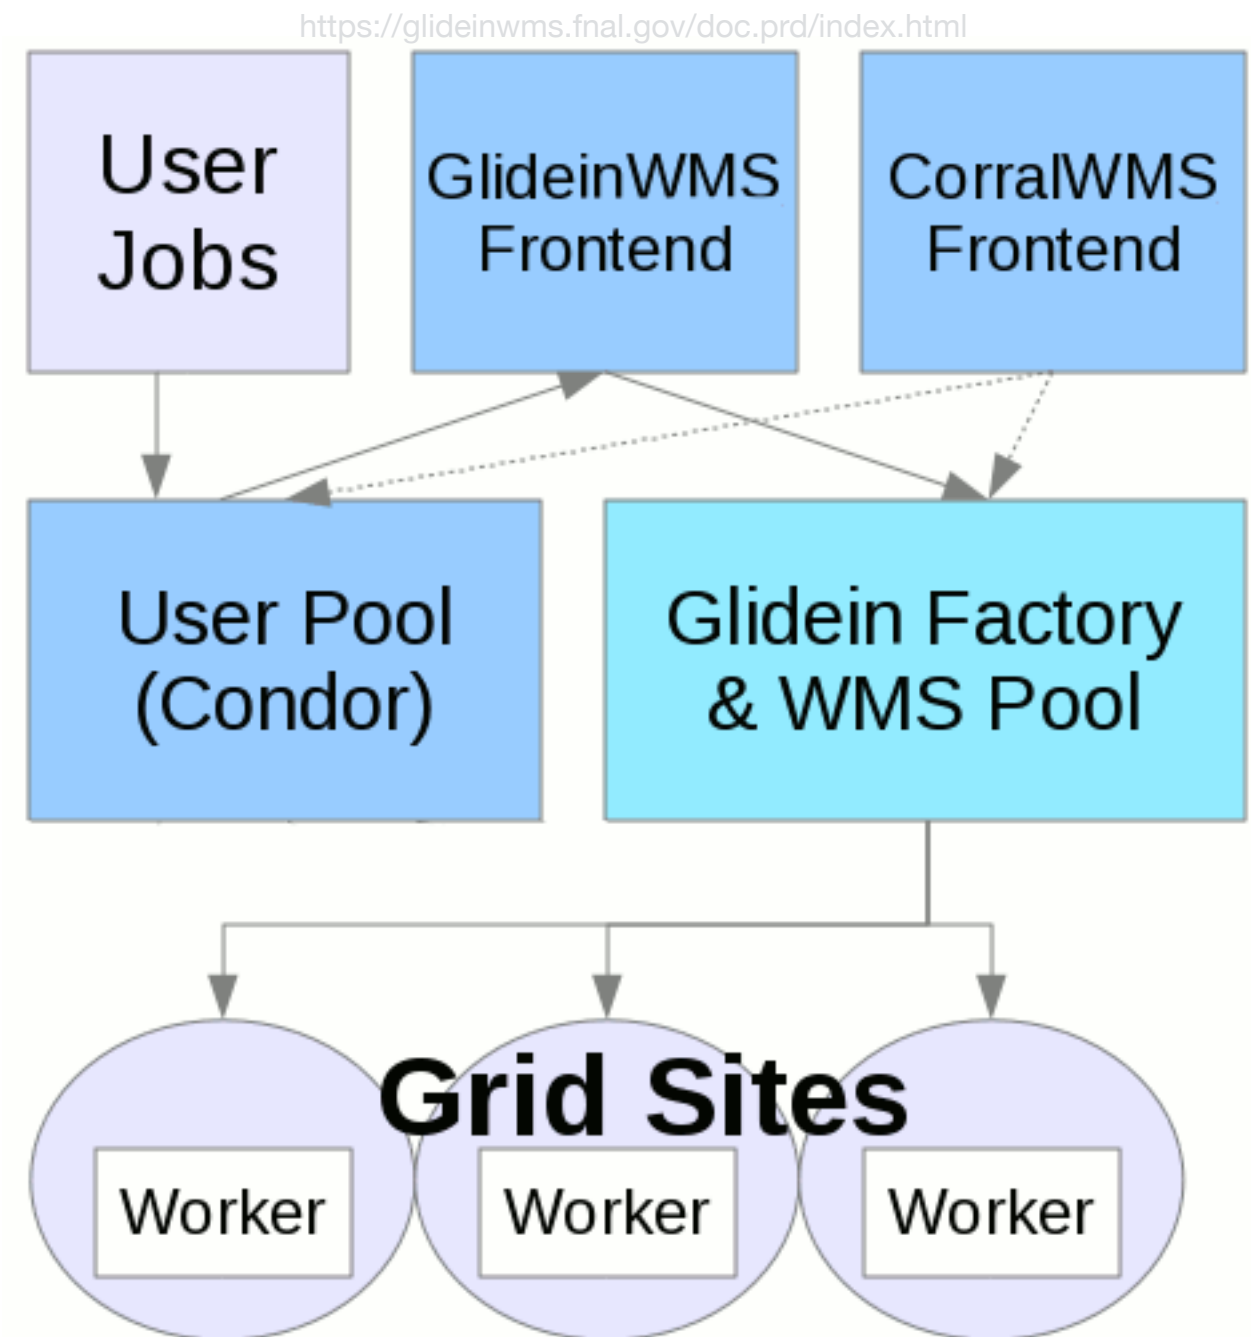 https://glideinwms.fnal.gov/doc.prd/index.html
User
Jobs
GlideinWMS
Frontend
CorralWMS
Frontend
User Pool
(Condor)
Glidein Factory
& WMS Pool
Grid Sites
Worker
Worker
Worker